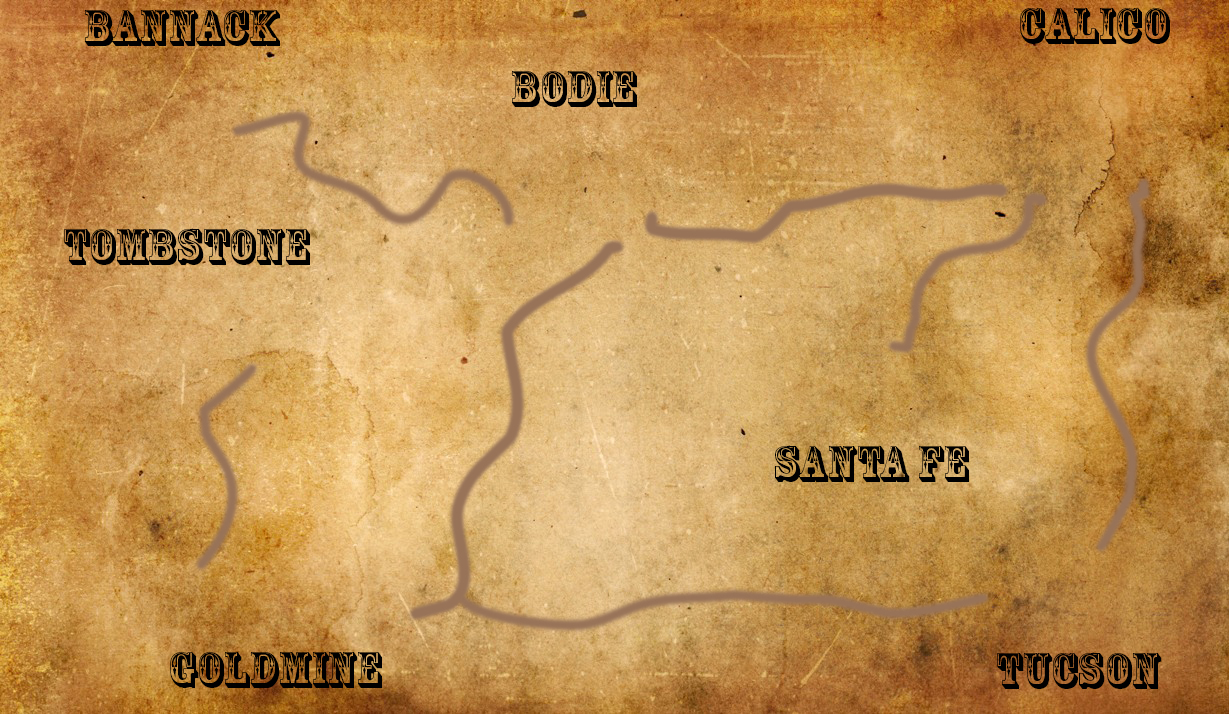 BANNACK
CALICO
BODIE
TOMBSTONE
SANTA FE
GOLDMINE
TUCSON